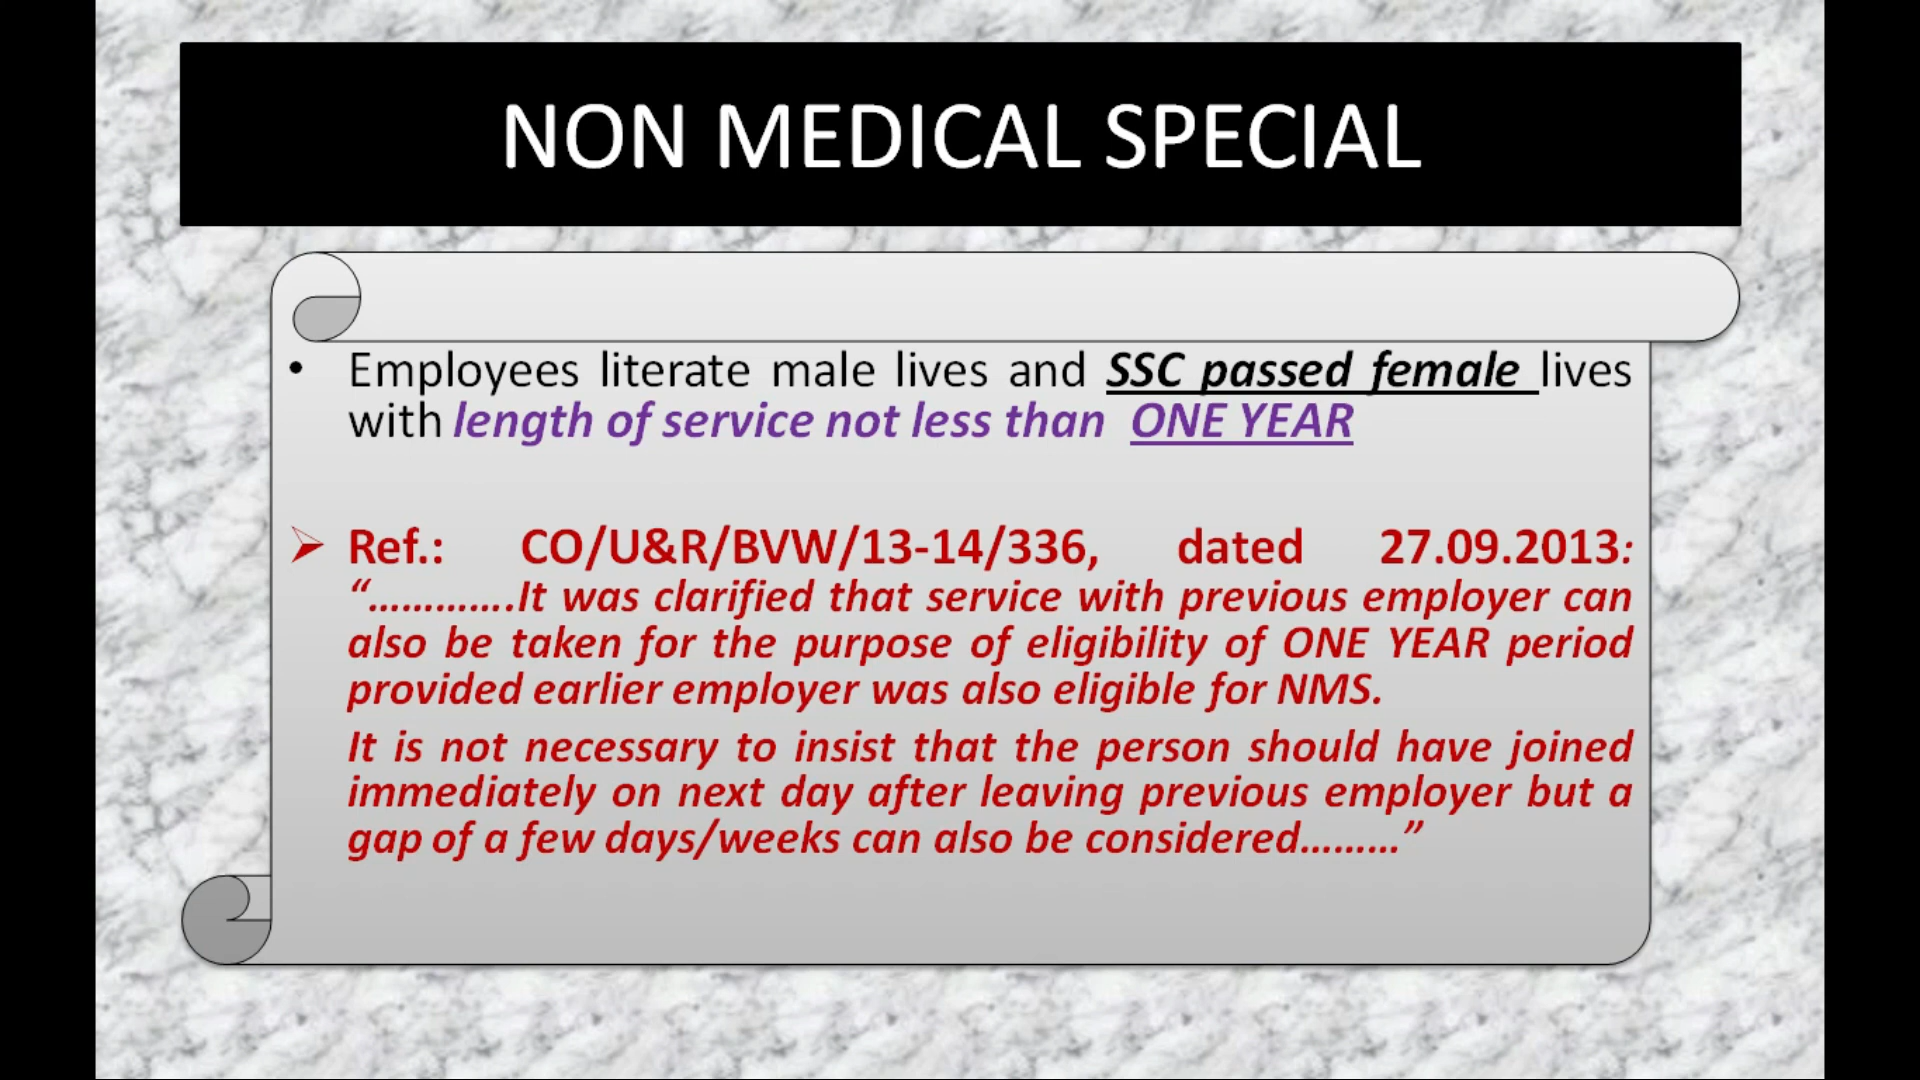 NON MEDICAL SPECIAL
• Employees literate male lives and SSC passed female lives
with length of service not less than ONE YEAR
➢ Ref.: CO/U&R/BVW/13-14/336, dated 27.09.2013:
“………….It was clarified that service with previous employer can
also be taken for the purpose of eligibility of ONE YEAR period
provided earlier employer was also eligible for NMS.
It is not necessary to insist that the person should have joined
immediately on next day after leaving previous employer but a
gap of a few days/weeks can also be considered………”